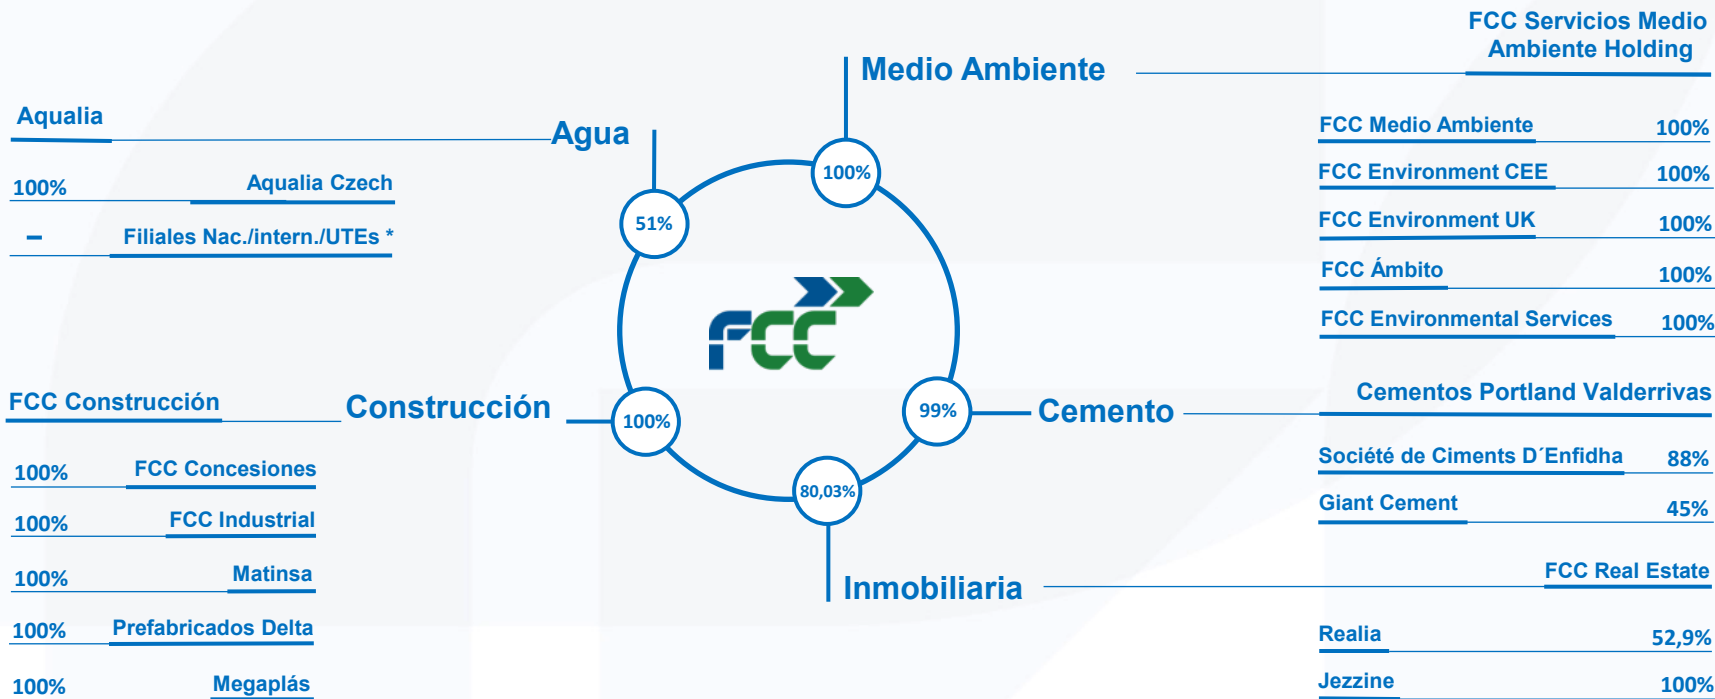 FCC Servicios Medio
Ambiente Holding
Medio Ambiente
100%
FCC Medio Ambiente 100%
FCC Environment CEE 100%
FCC Environment UK 100%
FCC Ámbito 100%
FCC Environmental Services 100%
Aqualia
Agua
51%
100% Aqualia Czech
– Filiales Nac./intern./UTEs *
FCC
FCC Construcción
Construcción
100%
100% FCC Concesiones
100% FCC Industrial
100% Matinsa
100% Prefabricados Delta
100% Megaplás
99%
Cemento
Cementos Portland Valderrivas
Société de Ciments D´Enfidha 88%
Giant Cement 45%
80,03%
Inmobiliaria
FCC Real Estate
Realia 52,9%
Jezzine 100%